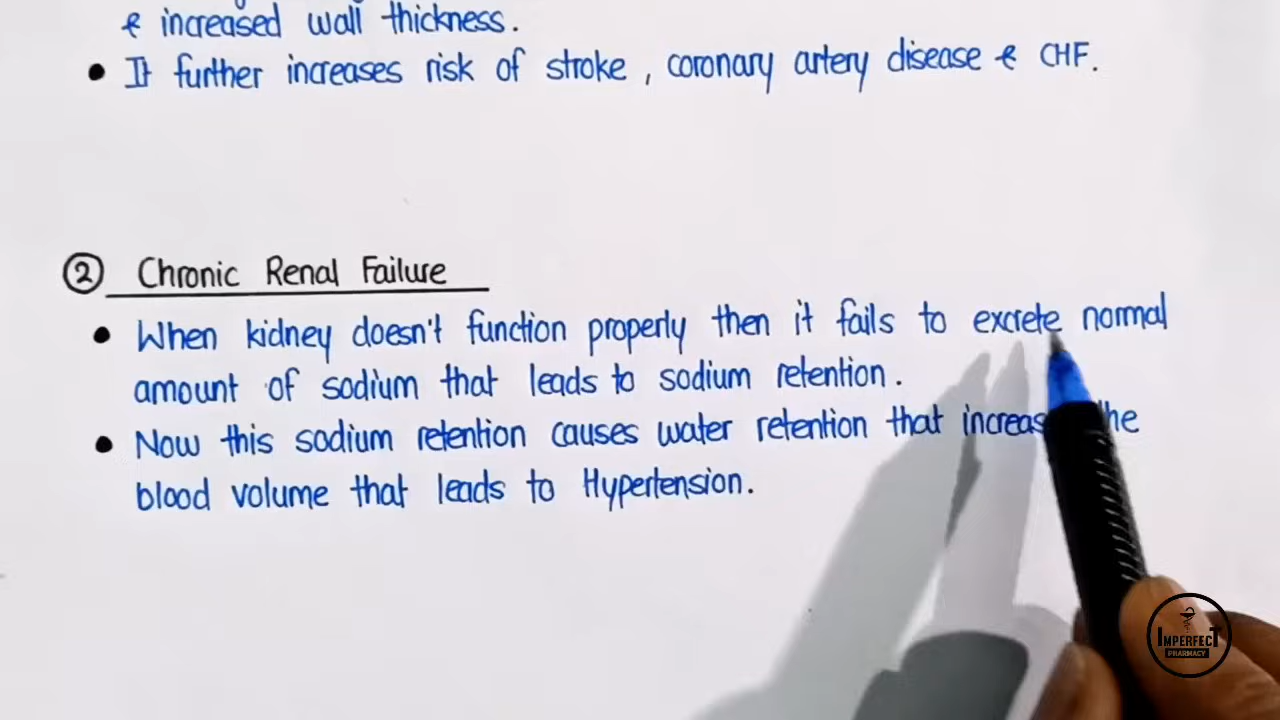 & increased wall thickness.
• It further increases risk of stroke, coronary artery disease & CHF.
② Chronic Renal Failure
• When kidney doesn't function properly then it fails to excrete normal
amount of sodium that leads to sodium retention.
• Now this sodium retention causes water retention that increas the
blood volume that leads to Hypertension.
IMPERFECT
PHARMACY